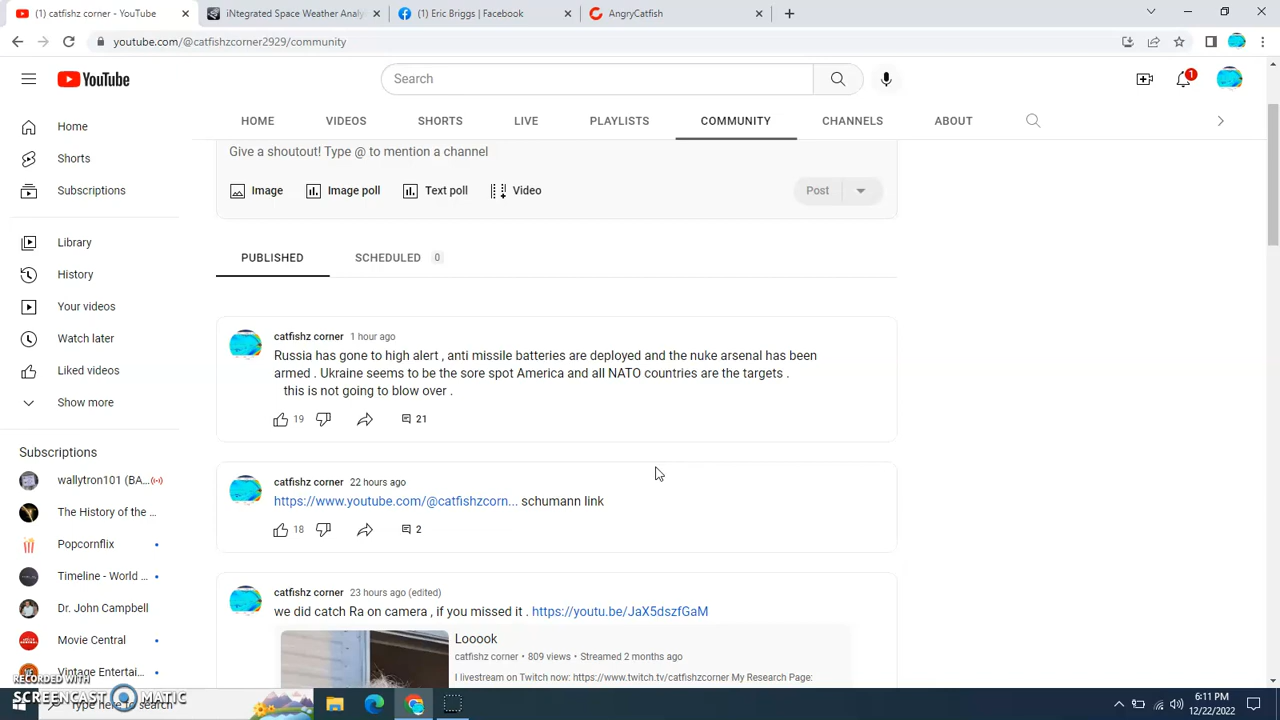 catfishz corner - YouTube
iNtegrated Space Weather Analy
(1) Eric Briggs | Facebook
AngryCatfish
youtube.com/@catfishzcorner2929/community
YouTube
Search
1
HOME VIDEOS SHORTS LIVE PLAYLISTS COMMUNITY CHANNELS ABOUT
Home
Shorts
Subscriptions
Library
History
Your videos
Watch later
Liked videos
Show more
Subscriptions
wallytron101 (BA...
The History of the ...
Popcornflix
Timeline - World ...
Dr. John Campbell
Movie Central
Vintage Entertai...
Give a shoutout! Type @ to mention a channel
Image Image poll Text poll Video Post
PUBLISHED SCHEDULED 0
catfishz corner 1 hour ago
Russia has gone to high alert , anti missile batteries are deployed and the nuke arsenal has been
armed . Ukraine seems to be the sore spot America and all NATO countries are the targets .
this is not going to blow over .
19 21
catfishz corner 22 hours ago
https://www.youtube.com/@catfishzcorn... schumann link
18 2
catfishz corner 23 hours ago (edited)
we did catch Ra on camera , if you missed it . https://youtu.be/JaX5dszfGaM
Looook
catfishz corner • 809 views • Streamed 2 months ago
I livestream on Twitch now: https://www.twitch.tv/catfishzcorner My Research Page:
RECORDED WITH
SCREENCAST MATIC
Type here to search
6:11 PM
12/22/2022